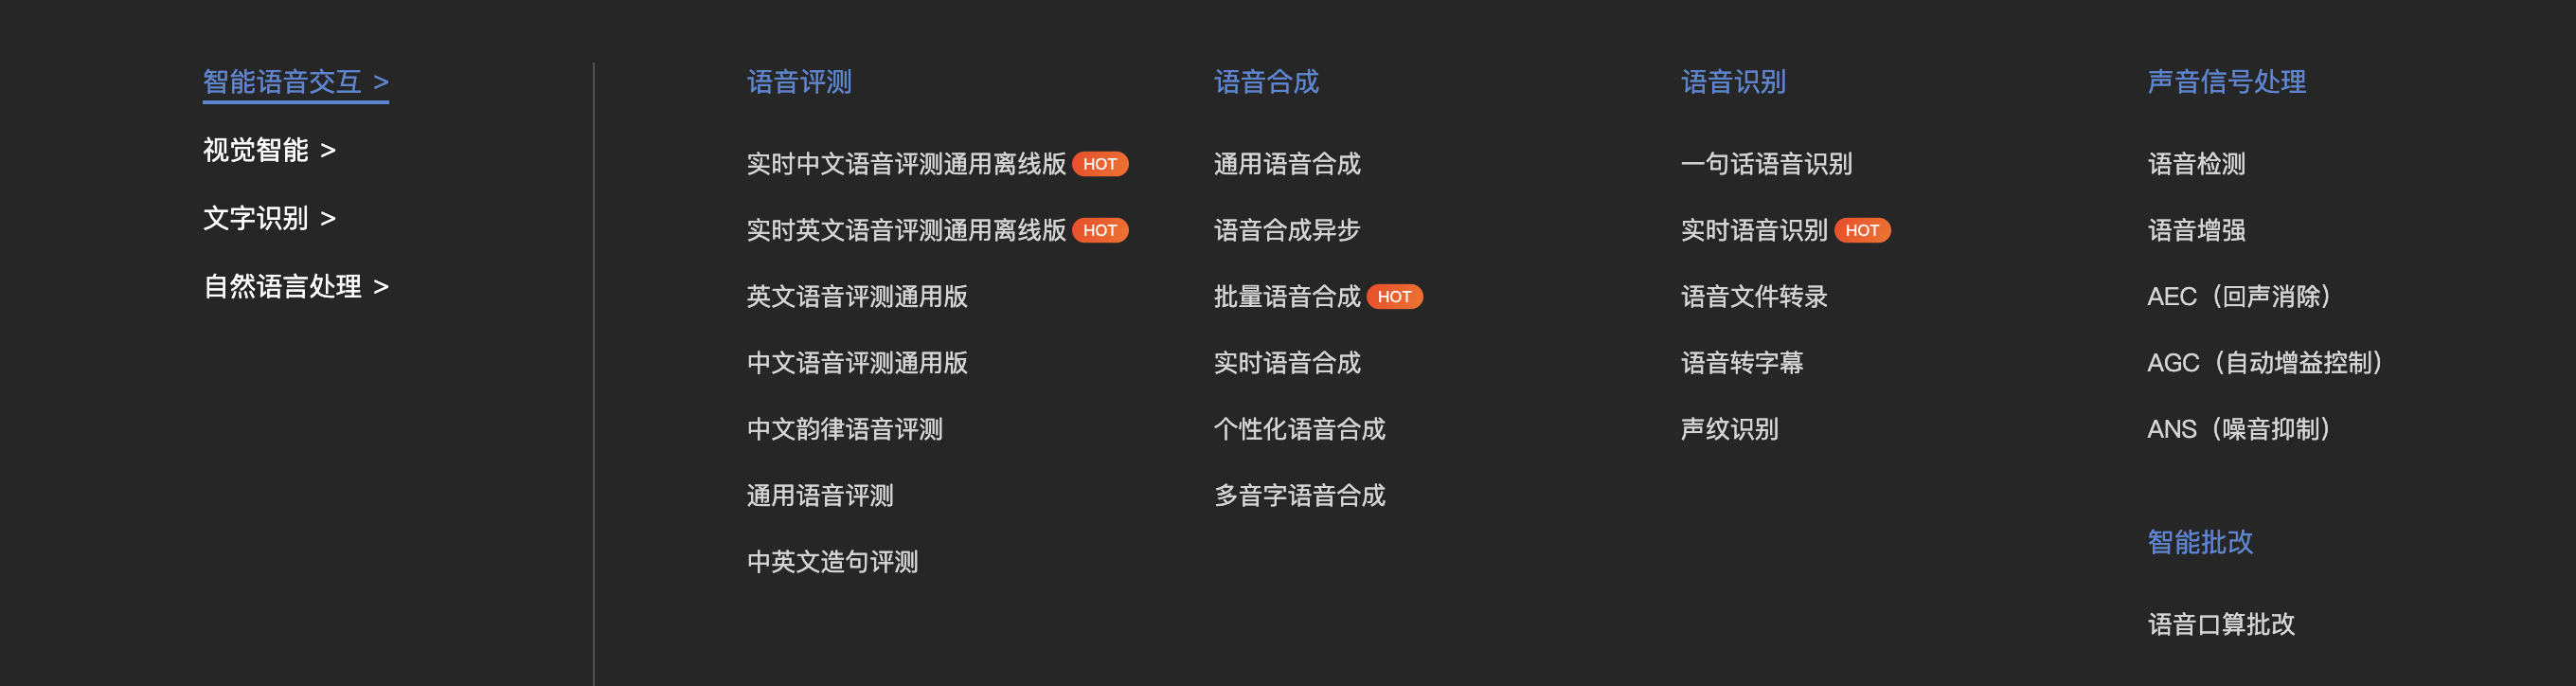 智能语音交互 >
视觉智能 >
文字识别 >
自然语言处理 >
语音评测
实时中文语音评测通用离线版 HOT
实时英文语音评测通用离线版 HOT
英文语音评测通用版
中文语音评测通用版
中文韵律语音评测
通用语音评测
中英文造句评测
语音合成
通用语音合成
语音合成异步
批量语音合成 HOT
实时语音合成
个性化语音合成
多音字语音合成
语音识别
一句话语音识别
实时语音识别 HOT
语音文件转录
语音转字幕
声纹识别
声音信号处理
语音检测
语音增强
AEC（回声消除）
AGC（自动增益控制）
ANS（噪音抑制）
智能批改
语音口算批改